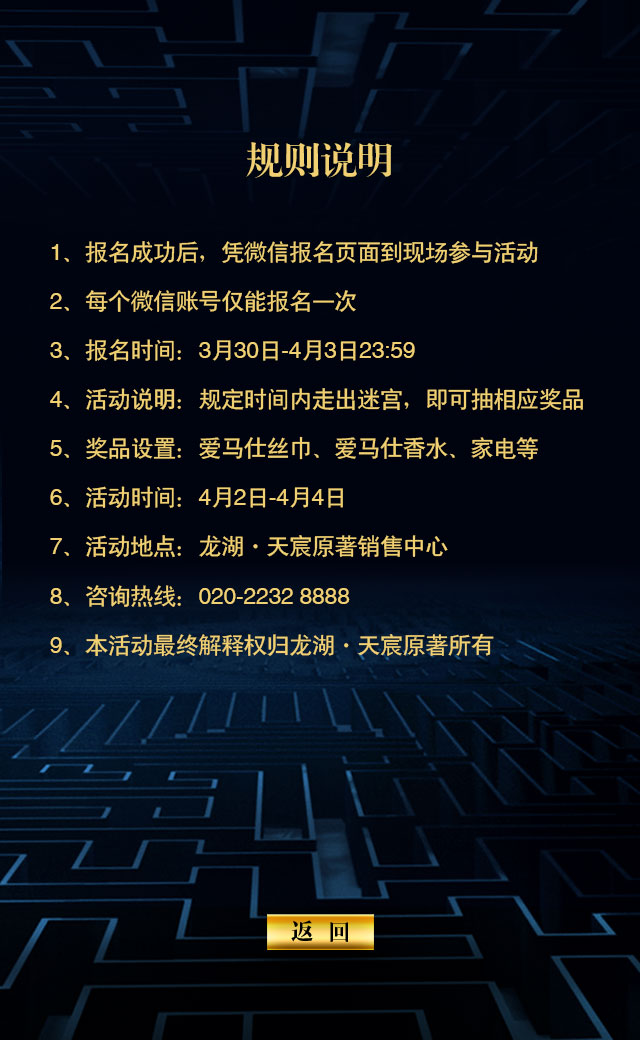 规则说明
1、报名成功后，凭微信报名页面到现场参与活动
2、每个微信账号仅能报名一次
3、报名时间：3月30日-4月3日23:59
4、活动说明：规定时间内走出迷宫，即可抽相应奖品
5、奖品设置：爱马仕丝巾、爱马仕香水、家电等
6、活动时间：4月2日-4月4日
7、活动地点：龙湖·天宸原著销售中心
8、咨询热线：020-2232 8888
9、本活动最终解释权归龙湖·天宸原著所有
返 回